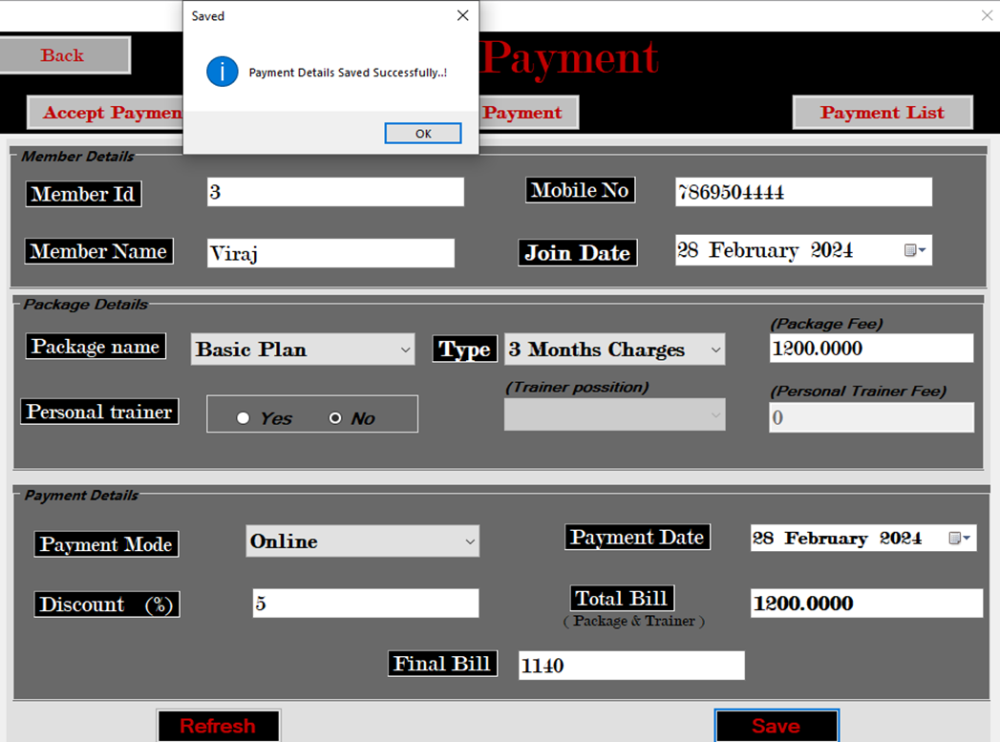 Saved
Payment Details Saved Successfully..!
OK
Back
Payment
Accept Paymen
Payment
Payment List
Member Details
Member Id
3
Mobile No
7869504444
Member Name
Viraj
Join Date
28 February 2024
Package Details
Package name
Basic Plan
Type
3 Months Charges
(Package Fee)
1200.0000
Personal trainer
Yes
No
(Trainer possition)
(Personal Trainer Fee)
0
Payment Details
Payment Mode
Online
Payment Date
28 February 2024
Discount (%)
5
Total Bill
( Package & Trainer )
1200.0000
Final Bill
1140
Refresh
Save